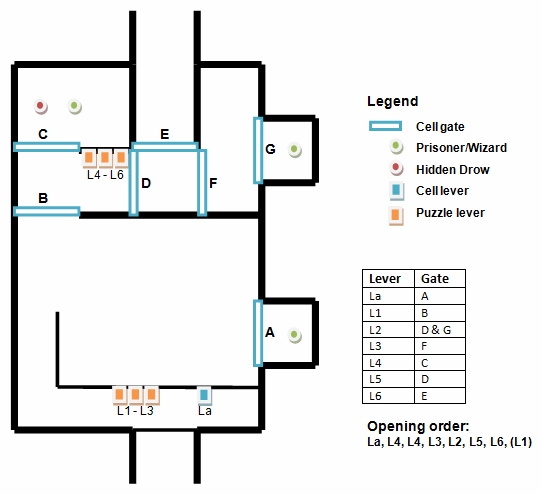 C
E
G
L4 - L6
D
F
B
A
L1 - L3
La
Legend
Cell gate
Prisoner/Wizard
Hidden Drow
Cell lever
Puzzle lever
Lever Gate
La A
L1 B
L2 D & G
L3 F
L4 C
L5 D
L6 E
Opening order:
La, L4, L4, L3, L2, L5, L6, (L1)